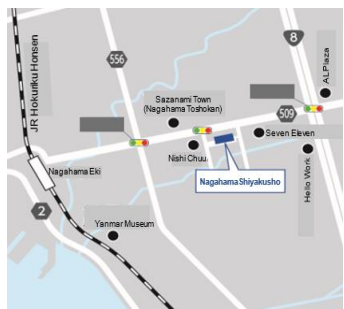 8
556
JR Hokuriku Honsen
ALPlaza
Sazanami Town
(Nagahama Toshokan)
509
Seven Eleven
Nishi Chuu
Nagahama Eki
Nagahama Shiyakusho
Hello Work
2
Yanmar Museum